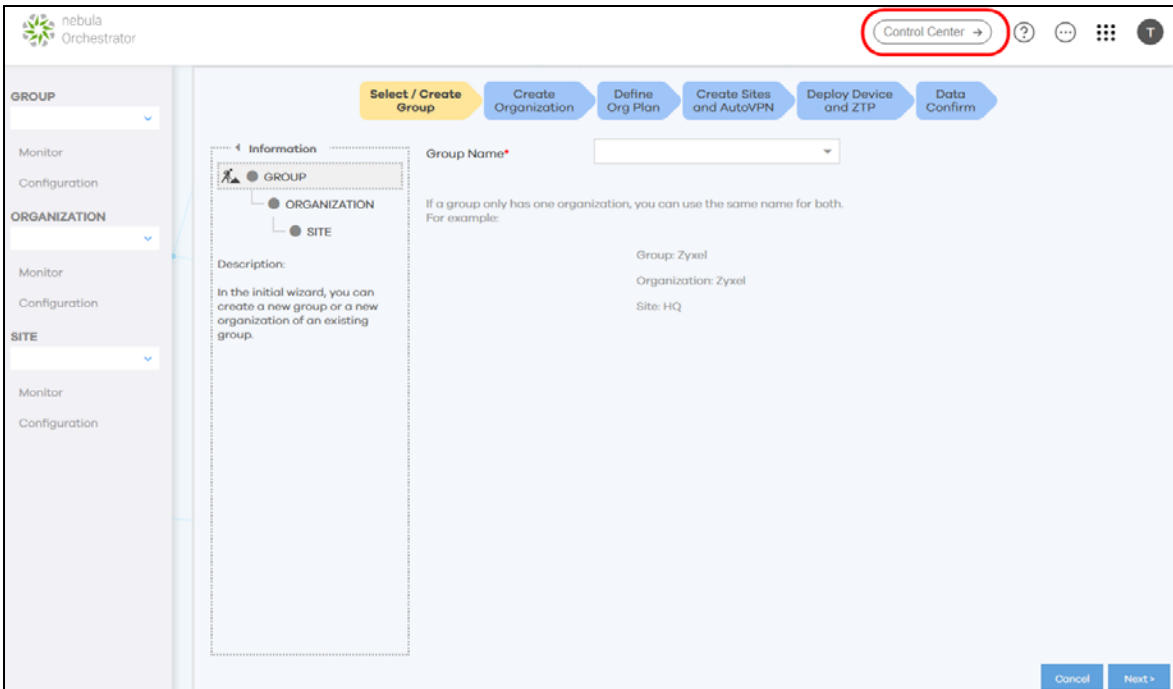 nebula
Orchestrator
Control Center →
?
T
GROUP
Monitor
Configuration
ORGANIZATION
Monitor
Configuration
SITE
Monitor
Configuration
Select / Create
Group
Create
Organization
Define
Org Plan
Create Sites
and AutoVPN
Deploy Device
and ZTP
Data
Confirm
Information
GROUP
ORGANIZATION
SITE
Description:
In the initial wizard, you can
create a new group or a new
organization of an existing
group.
Group Name*
If a group only has one organization, you can use the same name for both.
For example:
Group: Zyxel
Organization: Zyxel
Site: HQ
Cancel
Next >